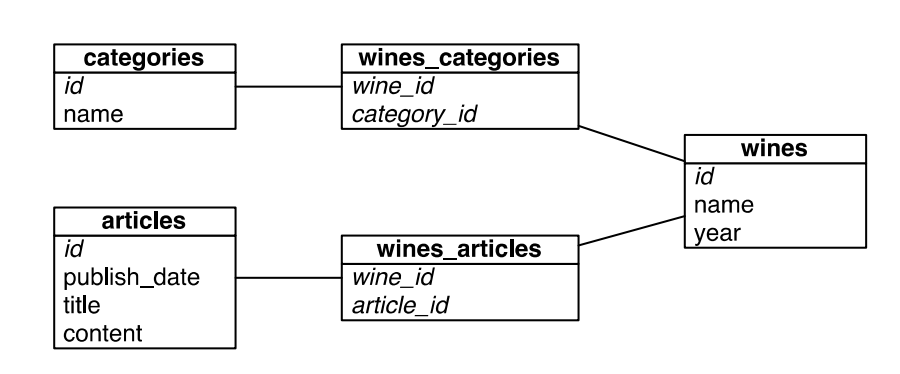 categories
id
name
wines_categories
wine_id
category_id
wines
id
name
year
articles
id
publish_date
title
content
wines_articles
wine_id
article_id